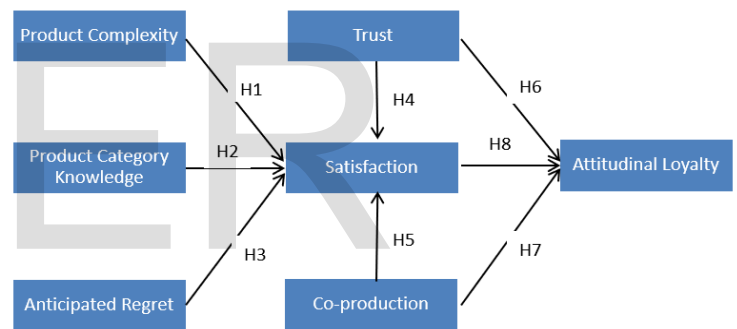 Product Complexity
Trust
H1
H4
H6
Product Category
Knowledge
H2
Satisfaction
H8
Attitudinal Loyalty
H3
H5
H7
Anticipated Regret
Co-production
ER